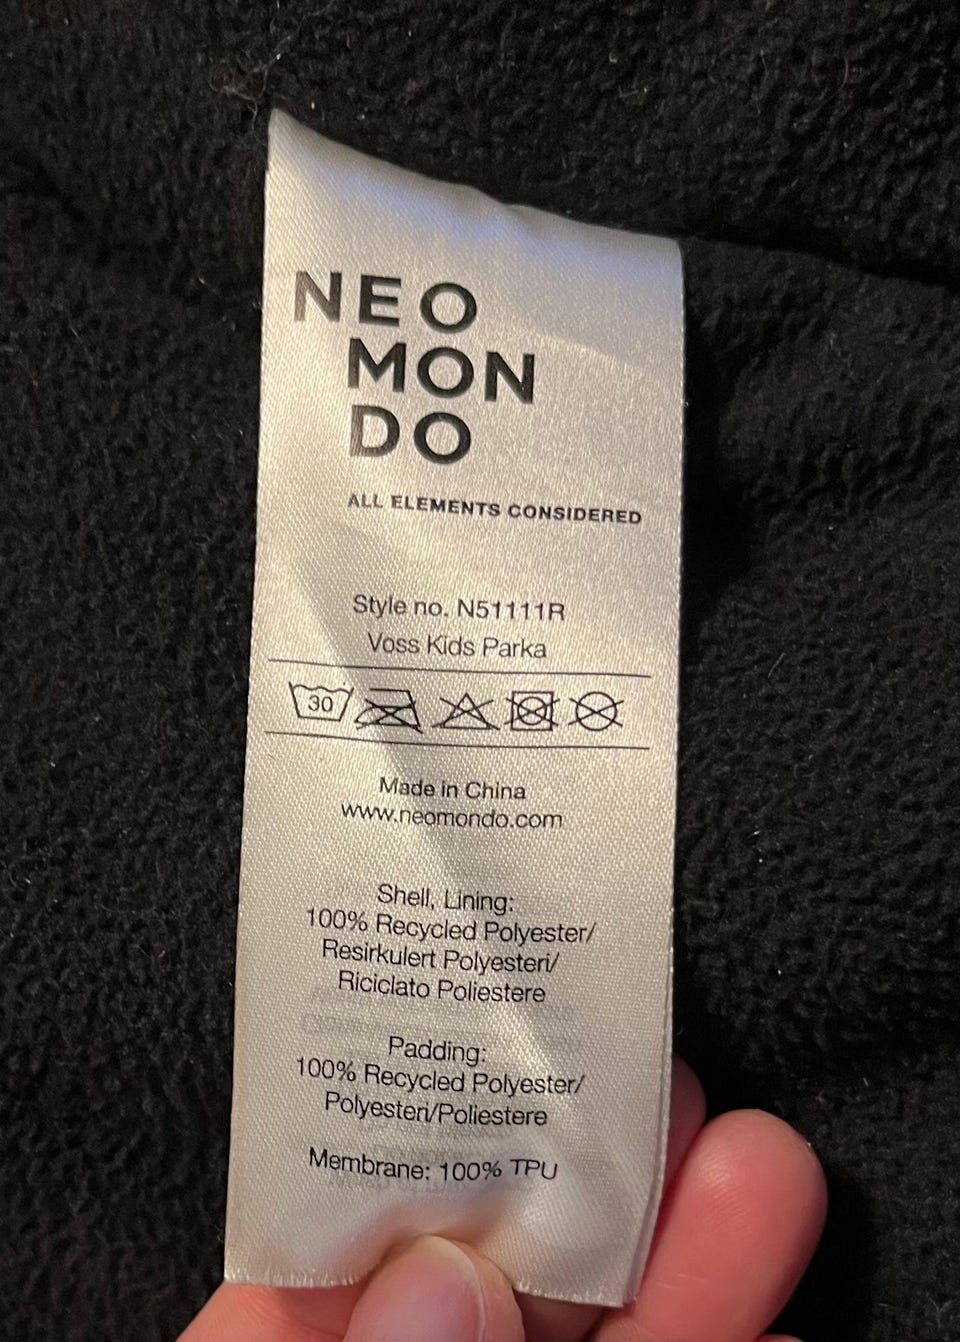 NEO
MON
DO
ALL ELEMENTS CONSIDERED
Style no. N51111R
Voss Kids Parka
30
Made in China
www.neomondo.com
Shell, Lining:
100% Recycled Polyester/
Resirkulert Polyesteri/
Riciclato Poliestere
Padding:
100% Recycled Polyester/
Polyesteri/Poliestere
Membrane: 100% TPU